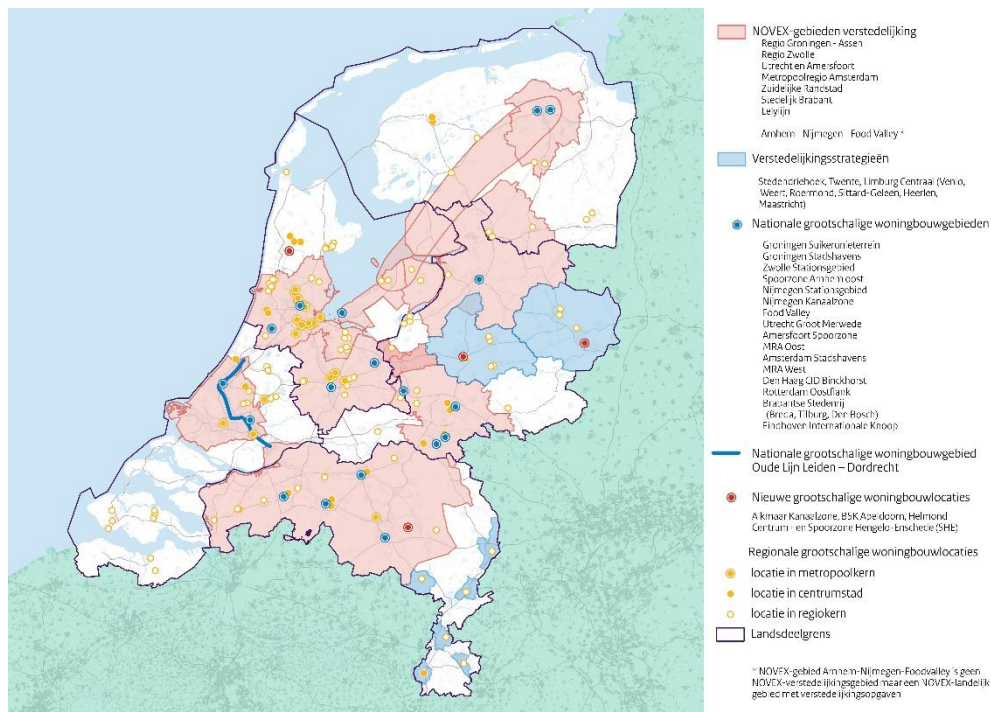 NOVEX-gebieden verstedelijking
Regio Groningen - Assen
Regio Zwolle
Utrecht en Amersfoort
Metropoolregio Amsterdam
Zuidelijke Randstad
Stedelijk Brabant
Lelylijn
Arnhem - Nijmegen - Food Valley *
Verstedelijkingsstrategieën
Stedendriehoek, Twente, Limburg Centraal (Venlo,
Weert, Roermond, Sittard-Geleen, Heerlen,
Maastricht)
Nationale grootschalige woningbouwgebieden
Groningen Suikerunieterrein
Groningen Stadshavens
Zwolle Stationsgebied
Spoorzone Arnhem oost
Nijmegen Stationsgebied
Nijmegen Kanaalzone
Food Valley
Utrecht Groot Merwede
Amersfoort Spoorzone
MRA Oost
Amsterdam Stadshavens
MRA West
Den Haag CID Binckhorst
Rotterdam Oostflank
Brabantse Stedenrij
(Breda, Tilburg, Den Bosch)
Eindhoven Internationale Knoop
Nationale grootschalige woningbouwgebied
Oude Lijn Leiden – Dordrecht
Nieuwe grootschalige woningbouwlocaties
Alkmaar Kanaalzone, BSK Apeldoorn, Helmond
Centrum - en Spoorzone Hengelo-Enschede (SHE)
Regionale grootschalige woningbouwlocaties
locatie in metropoolkern
locatie in centrumstad
locatie in regiokern
Landsdeelgrens
* NOVEX-gebied Arnhem-Nijmegen-Foodvalley is geen
NOVEX-verstedelijkingsgebied maar een NOVEX-landelijk
gebied met verstedelijkingsopgaven